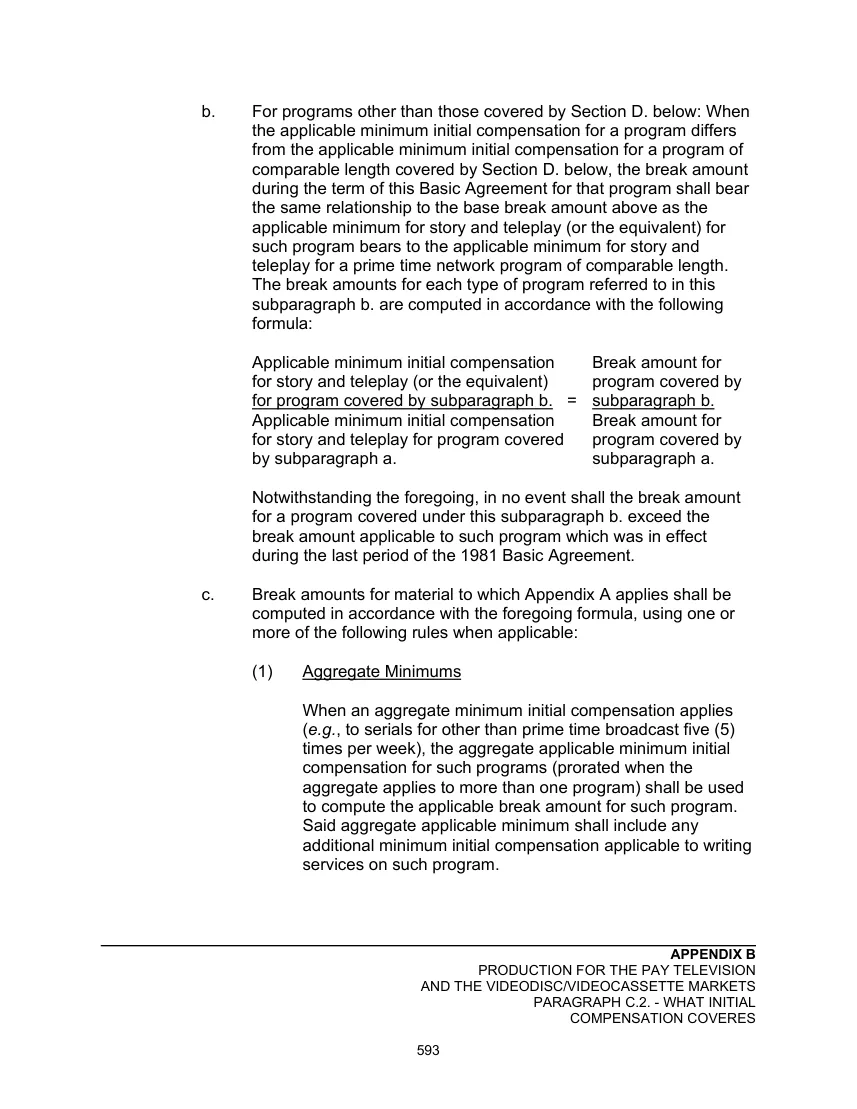 b. For programs other than those covered by Section D. below: When
the applicable minimum initial compensation for a program differs
from the applicable minimum initial compensation for a program of
comparable length covered by Section D. below, the break amount
during the term of this Basic Agreement for that program shall bear
the same relationship to the base break amount above as the
applicable minimum for story and teleplay (or the equivalent) for
such program bears to the applicable minimum for story and
teleplay for a prime time network program of comparable length.
The break amounts for each type of program referred to in this
subparagraph b. are computed in accordance with the following
formula:
Applicable minimum initial compensation Break amount for
for story and teleplay (or the equivalent) program covered by
for program covered by subparagraph b. = subparagraph b.
Applicable minimum initial compensation Break amount for
for story and teleplay for program covered program covered by
by subparagraph a. subparagraph a.
Notwithstanding the foregoing, in no event shall the break amount
for a program covered under this subparagraph b. exceed the
break amount applicable to such program which was in effect
during the last period of the 1981 Basic Agreement.
c. Break amounts for material to which Appendix A applies shall be
computed in accordance with the foregoing formula, using one or
more of the following rules when applicable:
(1) Aggregate Minimums
When an aggregate minimum initial compensation applies
(e.g., to serials for other than prime time broadcast five (5)
times per week), the aggregate applicable minimum initial
compensation for such programs (prorated when the
aggregate applies to more than one program) shall be used
to compute the applicable break amount for such program.
Said aggregate applicable minimum shall include any
additional minimum initial compensation applicable to writing
services on such program.
APPENDIX B
PRODUCTION FOR THE PAY TELEVISION
AND THE VIDEODISC/VIDEOCASSETTE MARKETS
PARAGRAPH C.2. - WHAT INITIAL
COMPENSATION COVERES
593